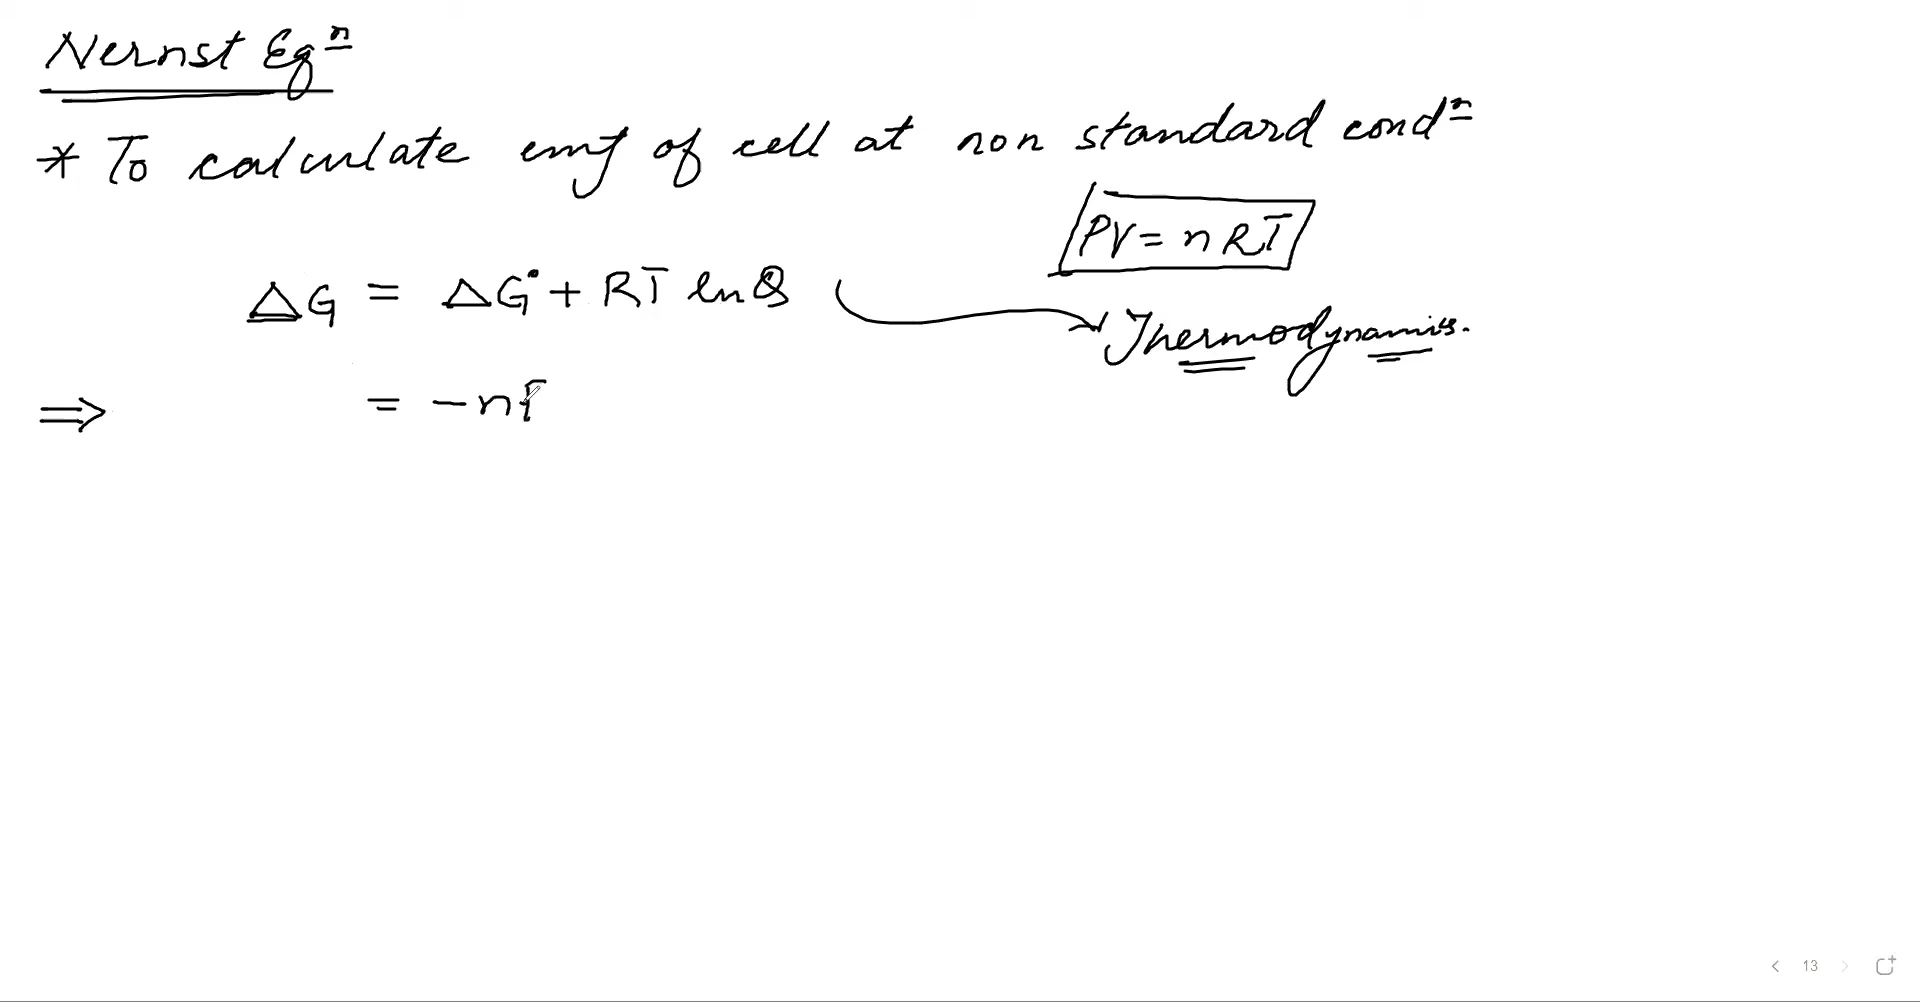 Nernst Eqⁿ
* To calculate emf of cell at non standard condⁿ
PV = nRT
ΔG = ΔG° + RT ln Q
Thermodynamics.
⇒ = -nF
13